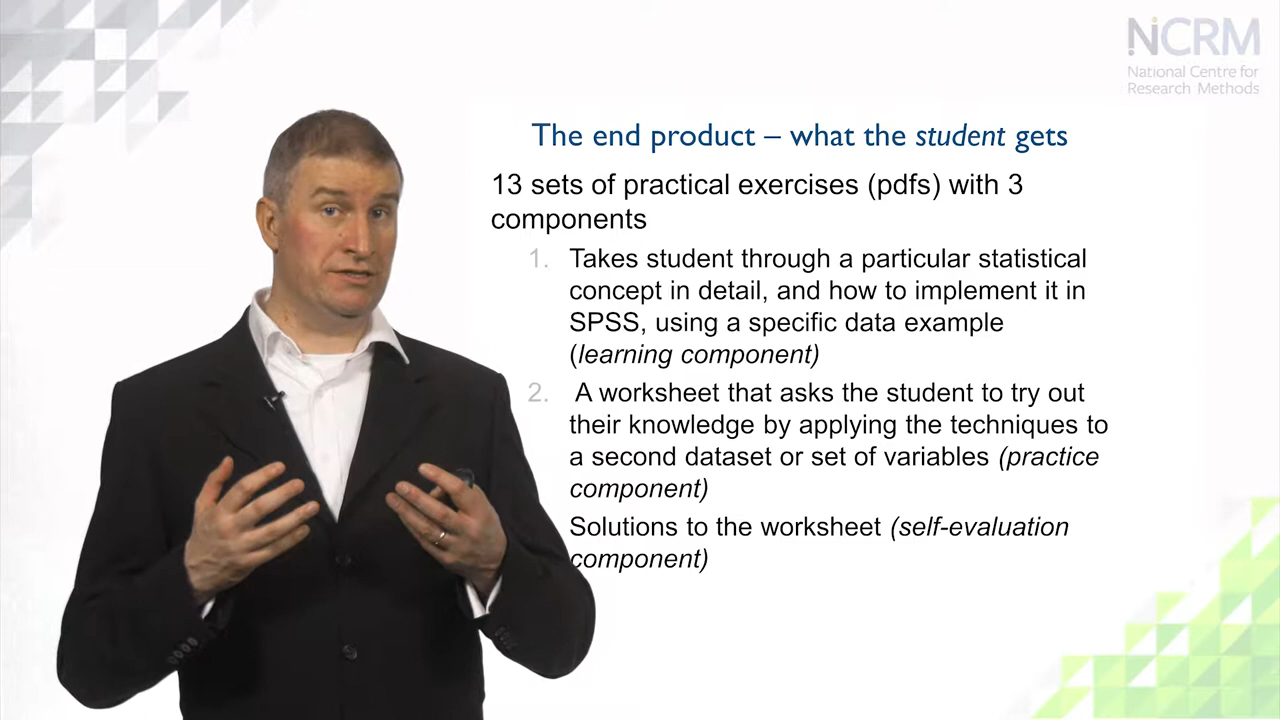 NCRM
National Centre for
Research Methods
The end product – what the student gets
13 sets of practical exercises (pdfs) with 3
components
1. Takes student through a particular statistical
concept in detail, and how to implement it in
SPSS, using a specific data example
(learning component)
2. A worksheet that asks the student to try out
their knowledge by applying the techniques to
a second dataset or set of variables (practice
component)
Solutions to the worksheet (self-evaluation
component)